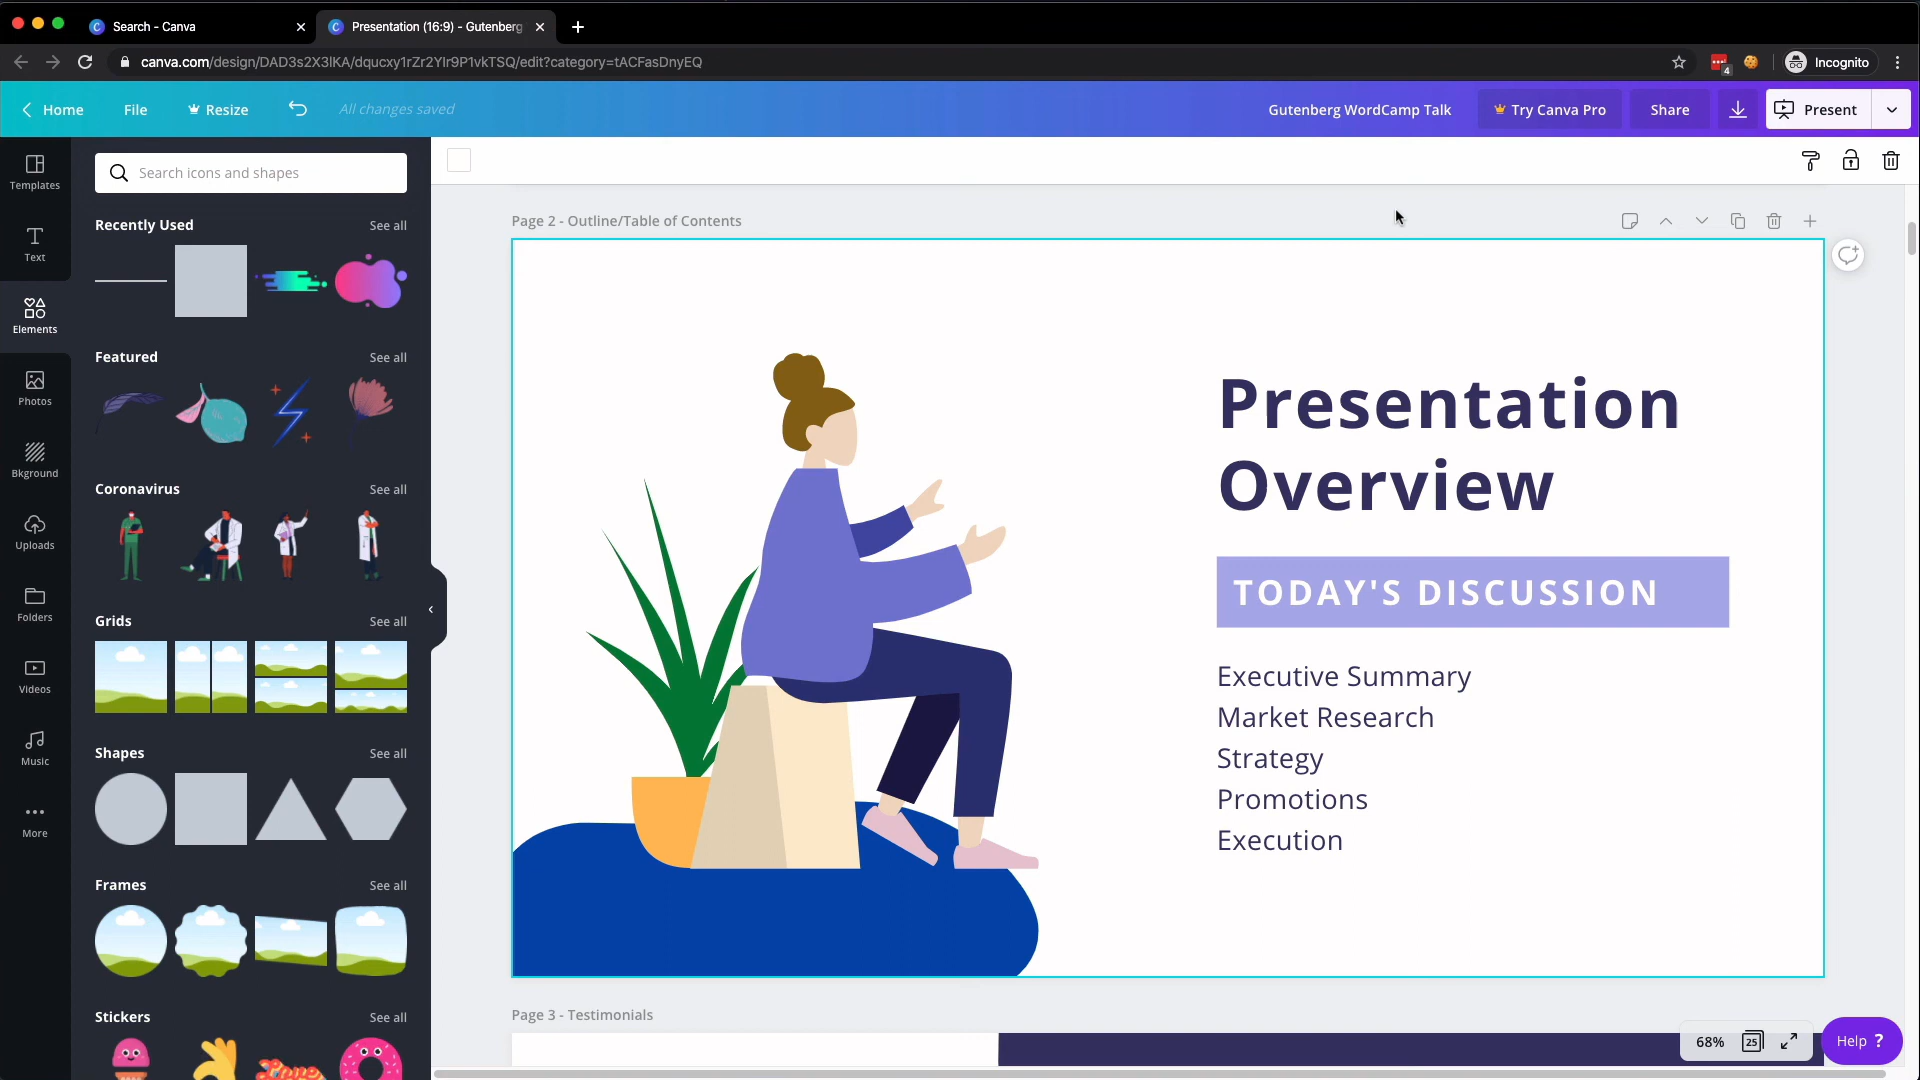 Search - Canva
Presentation (16:9) - Gutenberg
canva.com/design/DAD3s2X3lKA/dqucxy1rZr2YIr9P1vkTSQ/edit?category=tACFasDnyEQ
4
Incognito
Home
File
Resize
All changes saved
Gutenberg WordCamp Talk
Try Canva Pro
Share
Present
Templates
Text
Elements
Photos
Bkground
Uploads
Folders
Videos
Music
More
Search icons and shapes
Recently Used
See all
Featured
See all
Coronavirus
See all
Grids
See all
Shapes
See all
Frames
See all
Stickers
See all
Love
Page 2 - Outline/Table of Contents
Presentation
Overview
TODAY'S DISCUSSION
Executive Summary
Market Research
Strategy
Promotions
Execution
Page 3 - Testimonials
68%
25
Help ?